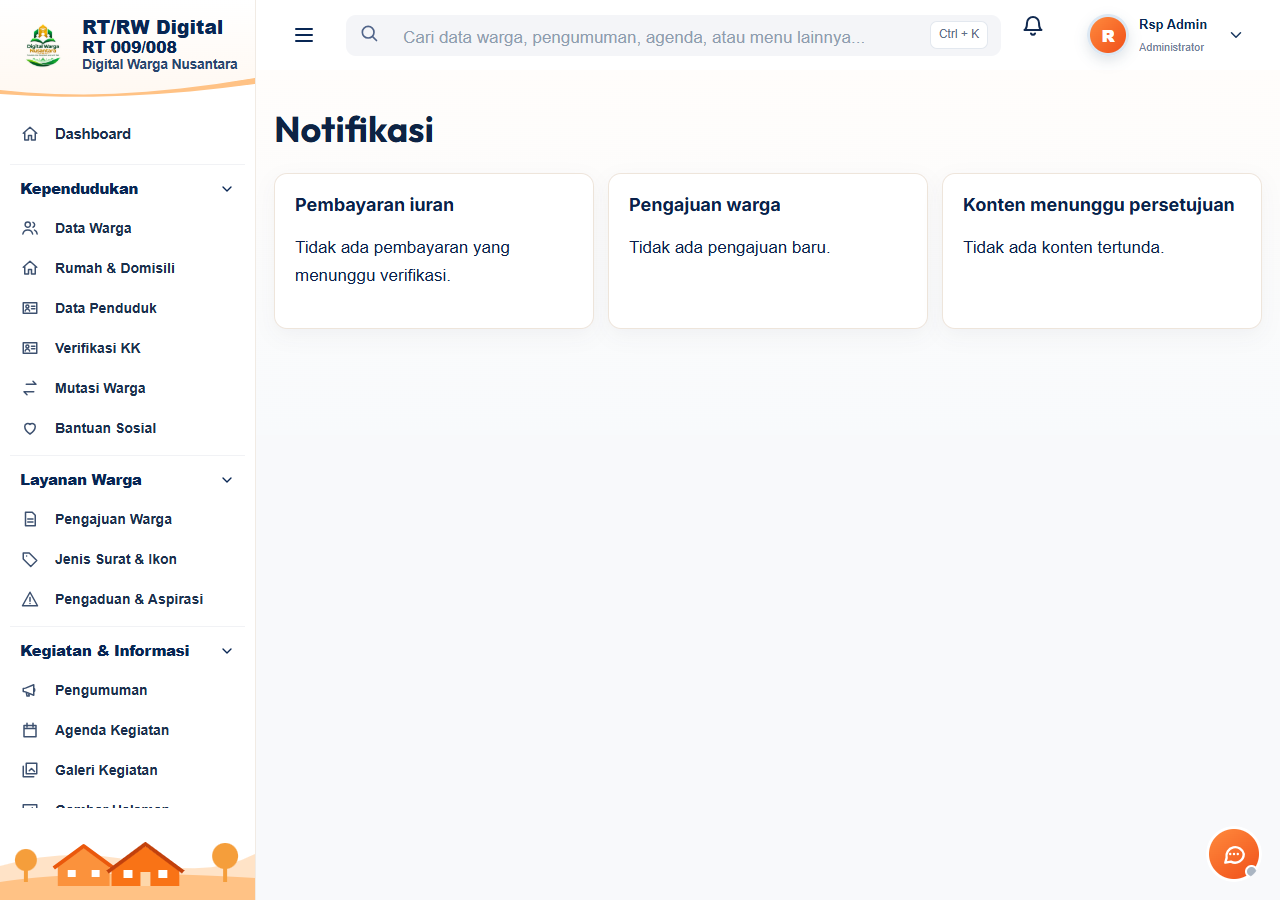 RT/RW Digital
RT 009/008
Digital Warga Nusantara
Cari data warga, pengumuman, agenda, atau menu lainnya...
Ctrl + K
R
Rsp Admin
Administrator
Dashboard
Kependudukan
Data Warga
Rumah & Domisili
Data Penduduk
Verifikasi KK
Mutasi Warga
Bantuan Sosial
Layanan Warga
Pengajuan Warga
Jenis Surat & Ikon
Pengaduan & Aspirasi
Kegiatan & Informasi
Pengumuman
Agenda Kegiatan
Galeri Kegiatan
Notifikasi
Pembayaran iuran
Tidak ada pembayaran yang
menunggu verifikasi.
Pengajuan warga
Tidak ada pengajuan baru.
Konten menunggu persetujuan
Tidak ada konten tertunda.